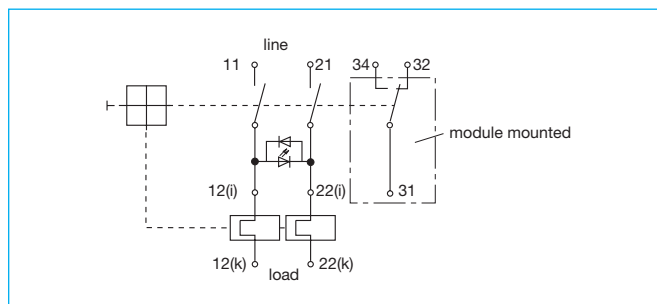 line
11 21 34 32
module mounted
12(i) 22(i) 31
12(k) 22(k)
load